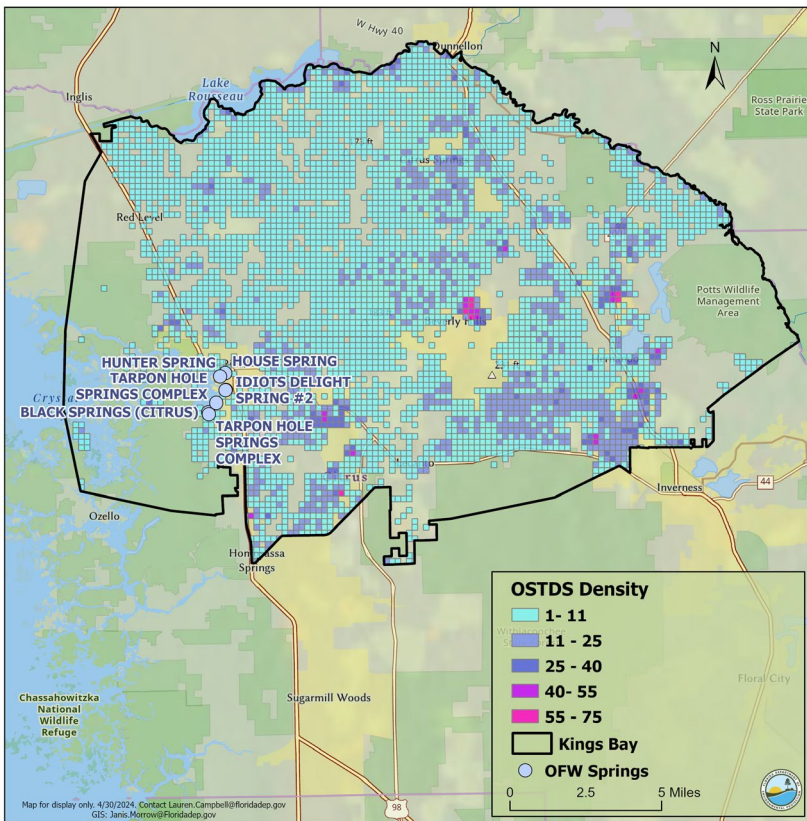 W Hwy 40
Dunnellon
N
Lake
Rousseau
Inglis
Ross Prairie
State Park
Red Level
Potts Wildlife
Management
Area
HUNTER SPRING
HOUSE SPRING
TARPON HOLE
SPRINGS COMPLEX
IDIOTS DELIGHT
SPRING #2
BLACK SPRINGS (CITRUS)
TARPON HOLE
SPRINGS
COMPLEX
Inverness
44
Ozello
Springs
OSTDS Density
1- 11
11 - 25
25 - 40
40- 55
55 - 75
Kings Bay
OFW Springs
0 2.5 5 Miles
Floral City
Sugarmill Woods
Chassahowitzka
National
Wildlife
Refuge
98
Map for display only. 4/30/2024. Contact Lauren.Campbell@floridadep.gov
GIS: Janis.Morrow@Floridadep.gov